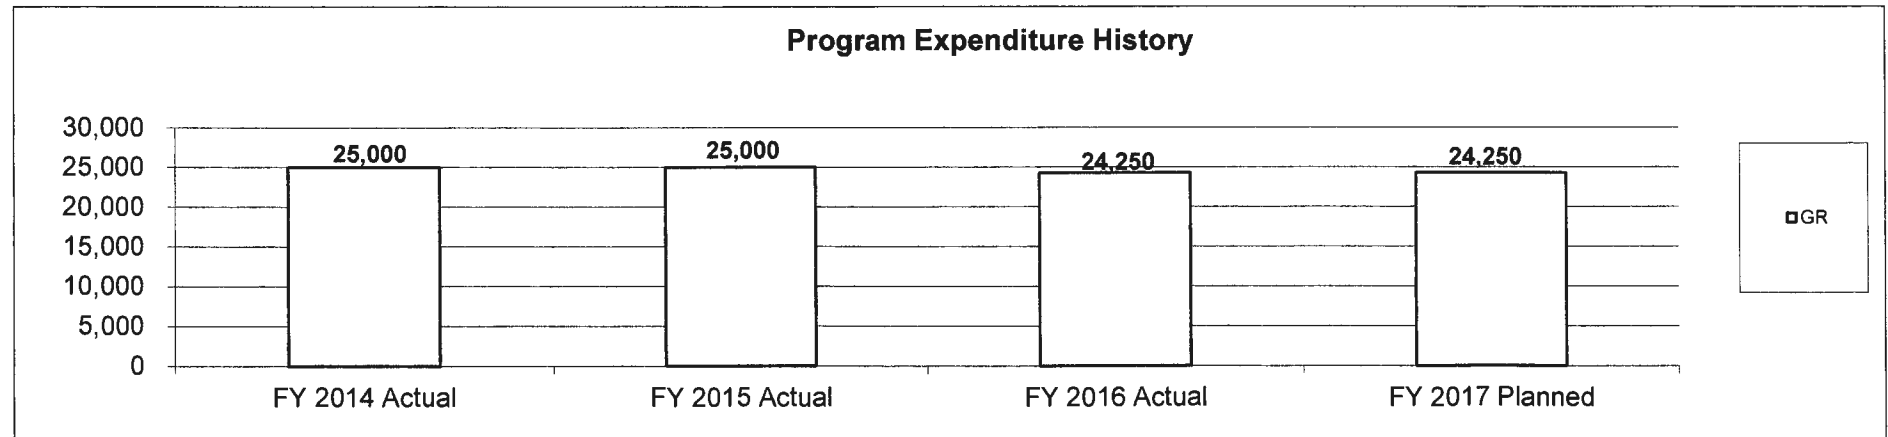 Program Expenditure History
30,000
25,000
20,000
15,000
10,000
5,000
0
25,000
25,000
24,250
24,250
FY 2014 Actual
FY 2015 Actual
FY 2016 Actual
FY 2017 Planned
GR